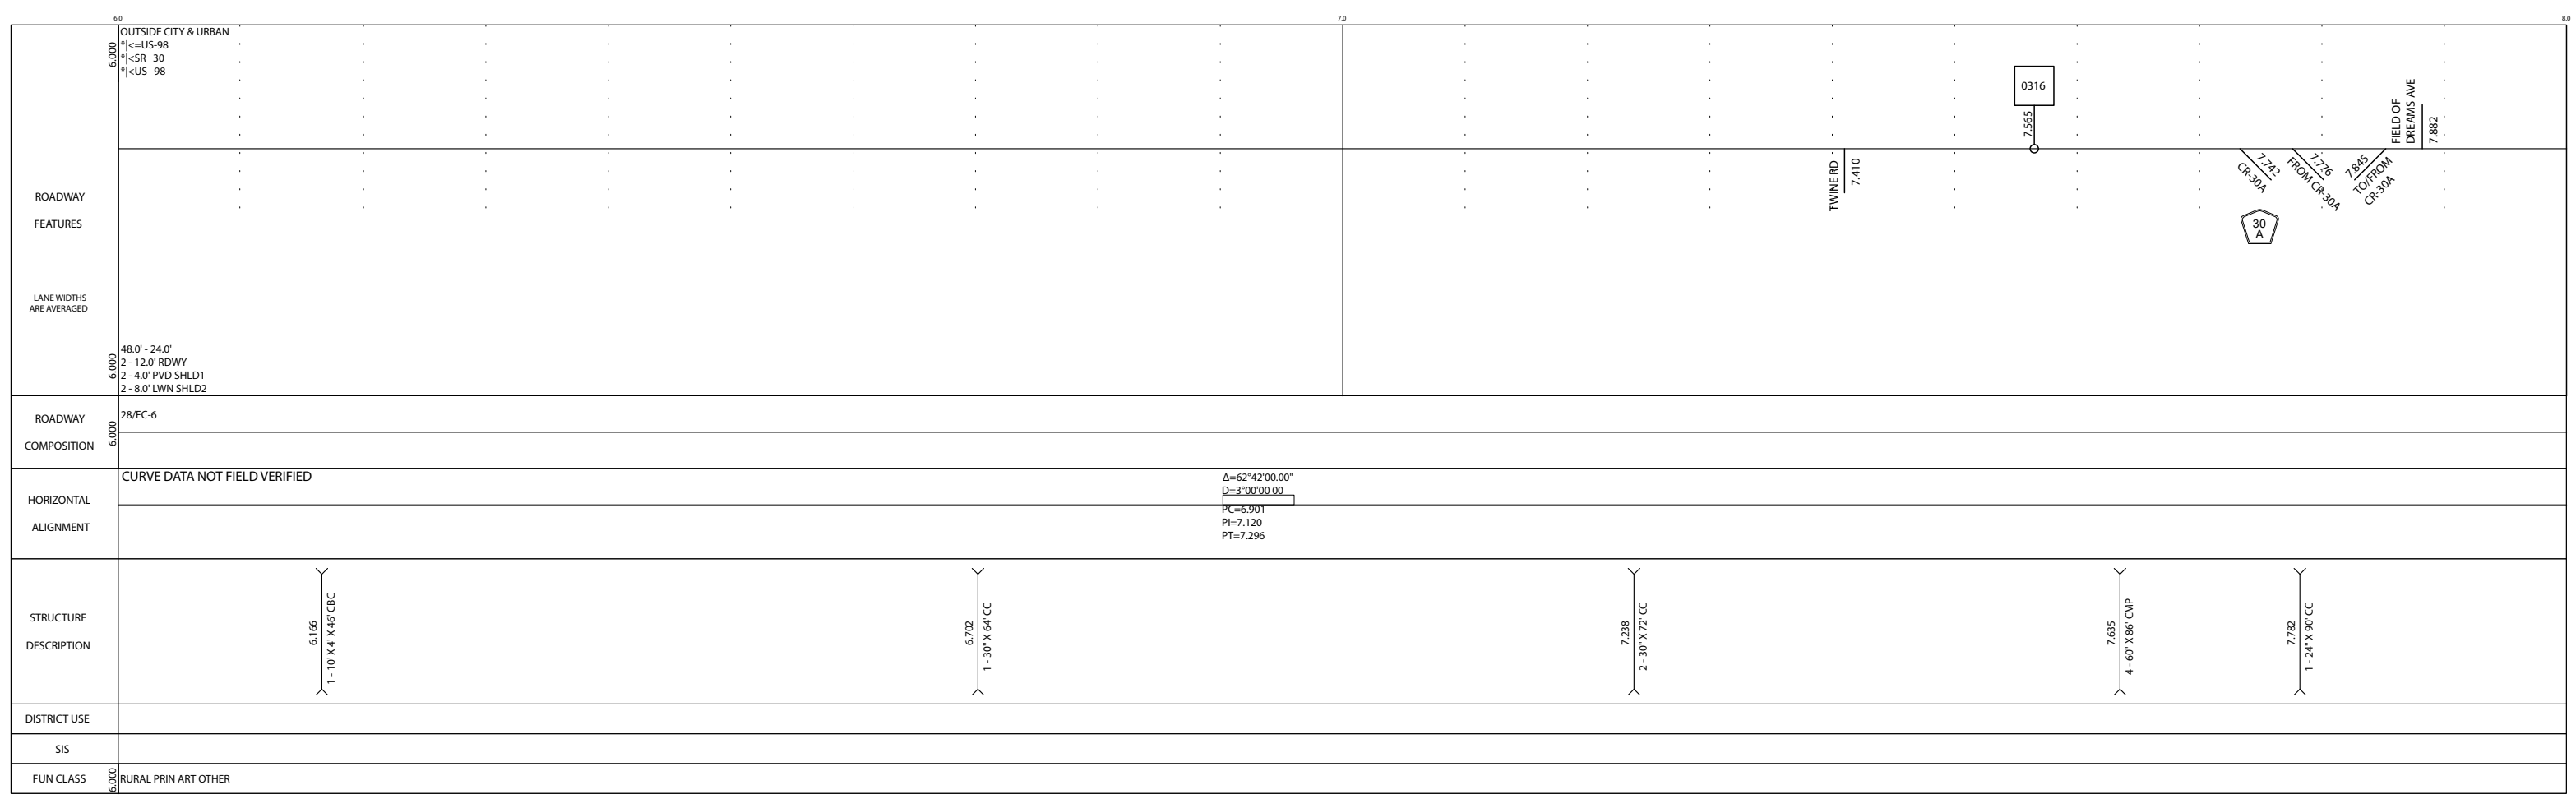 6.0
7.0
8.0
6.000
OUTSIDE CITY & URBAN
*|<=US-98
*|<SR 30
*|<US 98
0316
7.565
FIELD OF
DREAMS AVE
7.882
TWINE RD
7.410
7.742
CR-30A
7.776
FROM CR-30A
7.845
TO/FROM
CR-30A
30
A
ROADWAY
FEATURES
LANE WIDTHS
ARE AVERAGED
6.000
48.0' - 24.0'
2 - 12.0' RDWY
2 - 4.0' PVD SHLD1
2 - 8.0' LWN SHLD2
ROADWAY
COMPOSITION
6.000
28/FC-6
HORIZONTAL
ALIGNMENT
CURVE DATA NOT FIELD VERIFIED
Δ=62°42'00.00"
D=3°00'00 00
PC=6.901
PI=7.120
PT=7.296
STRUCTURE
DESCRIPTION
6.166
1 - 10' X 4' X 46' CBC
6.702
1 - 30" X 64' CC
7.238
2 - 30" X 72' CC
7.635
4 - 60" X 86' CMP
7.782
1 - 24" X 90' CC
DISTRICT USE
SIS
FUN CLASS
6.000
RURAL PRIN ART OTHER